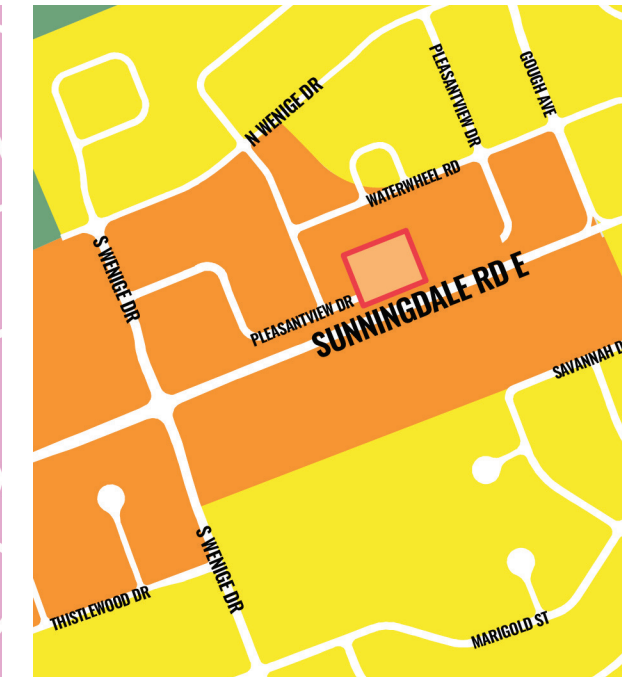 PLEASANTVIEW DR
GOUGH AVE
N WENIGE DR
WATERWHEEL RD
S WENIGE DR
PLEASANTVIEW DR
SUNNINGDALE RD E
SAVANNAH D
S WENIGE DR
THISTLEWOOD DR
MARIGOLD ST